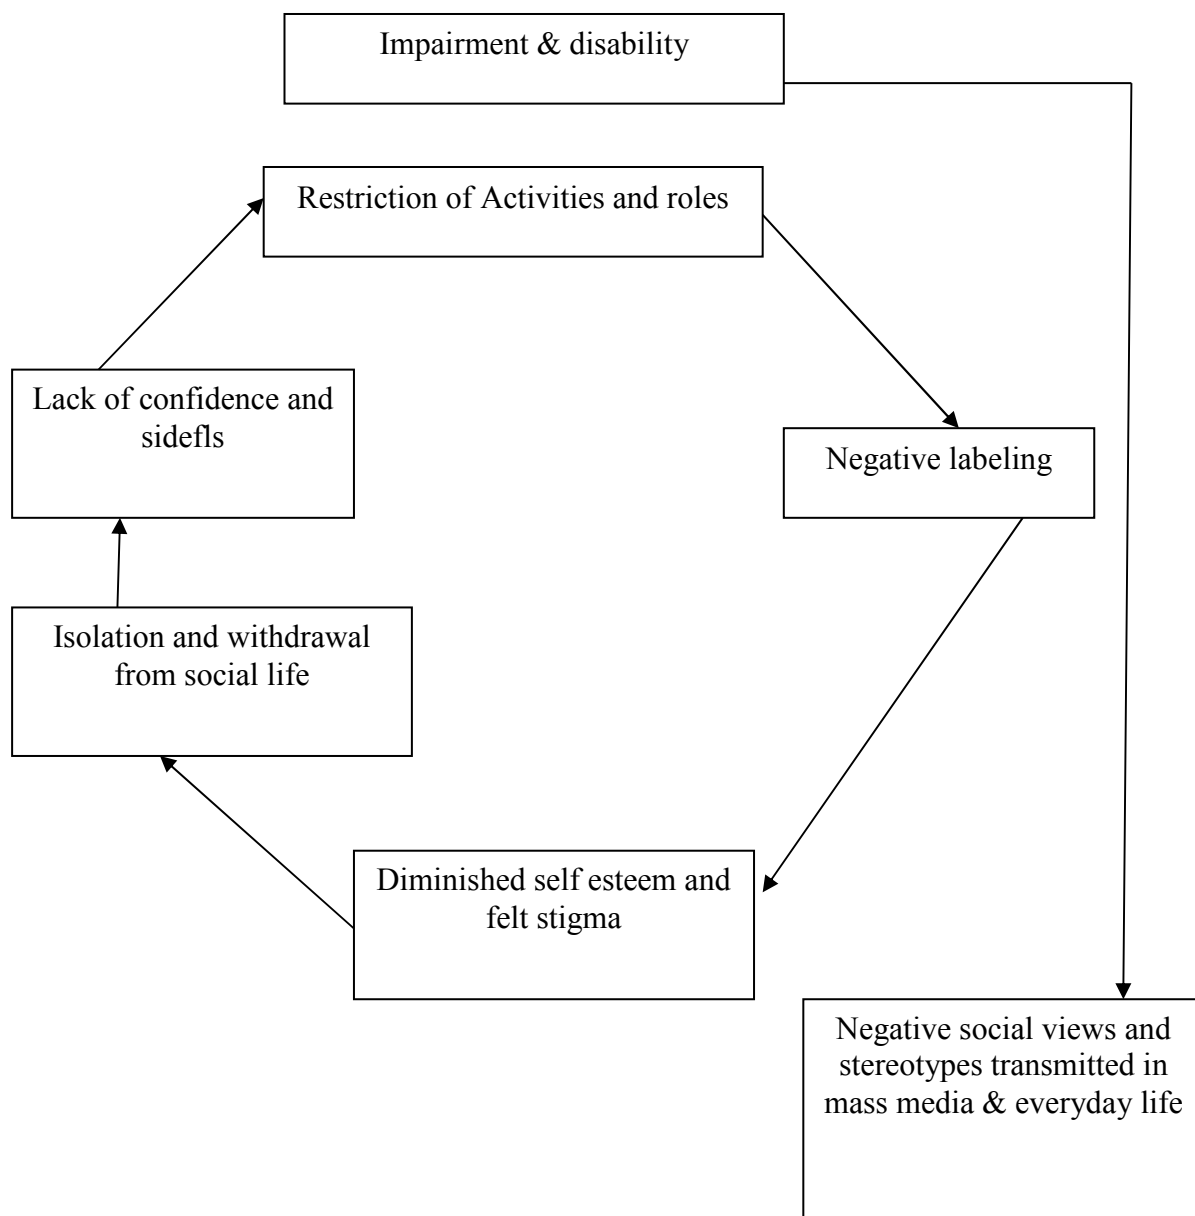 Impairment & disability
Restriction of Activities and roles
Lack of confidence and
sidefls
Negative labeling
Isolation and withdrawal
from social life
Diminished self esteem and
felt stigma
Negative social views and
stereotypes transmitted in
mass media & everyday life